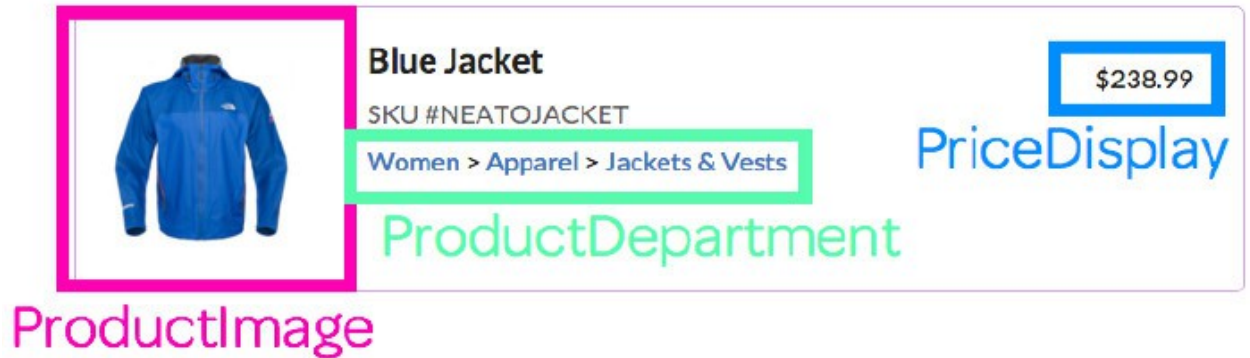 Blue Jacket
$238.99
SKU #NEATOJACKET
Women > Apparel > Jackets & Vests
PriceDisplay
ProductDepartment
ProductImage